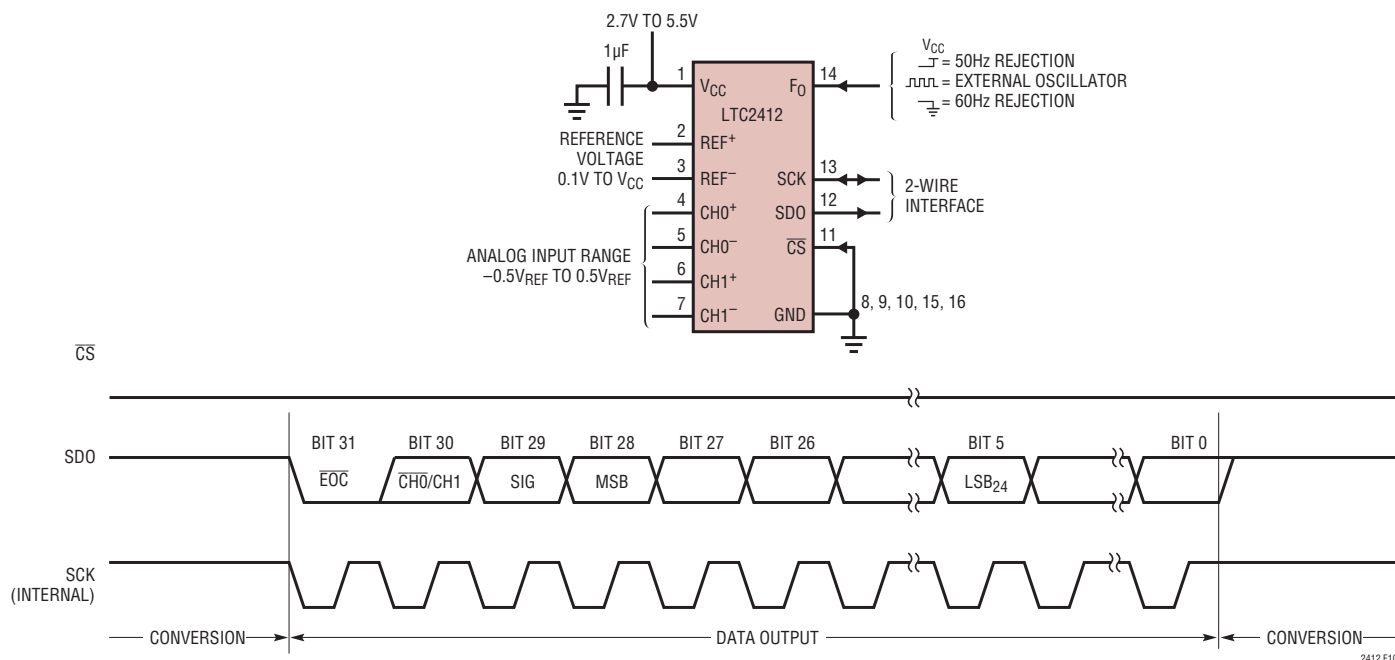 2.7V TO 5.5V
1µF
1
VCC
FO
14
LTC2412
VCC
= 50Hz REJECTION
= EXTERNAL OSCILLATOR
= 60Hz REJECTION
REFERENCE
VOLTAGE
0.1V TO VCC
2
REF+
3
REF–
SCK
13
SDO
12
2-WIRE
INTERFACE
ANALOG INPUT RANGE
–0.5VREF TO 0.5VREF
4
CH0+
5
CH0–
CS
11
6
CH1+
7
CH1–
GND
8, 9, 10, 15, 16
CS
SDO
BIT 31
BIT 30
BIT 29
BIT 28
BIT 27
BIT 26
BIT 5
BIT 0
EOC
CH0/CH1
SIG
MSB
LSB24
SCK
(INTERNAL)
CONVERSION
DATA OUTPUT
CONVERSION
2412 F10